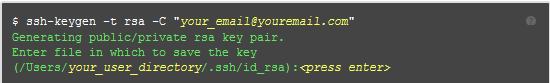 $ ssh-keygen -t rsa -C "your_email@youremail.com"
Generating public/private rsa key pair.
Enter file in which to save the key
(/Users/your_user_directory/.ssh/id_rsa):<press enter>